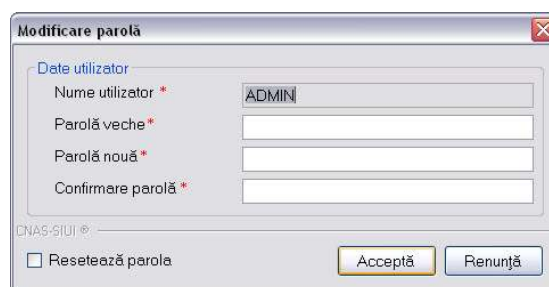 Modificare parolă
Date utilizator
Nume utilizator * ADMIN
Parolă veche*
Parolă nouă*
Confirmare parolă*
CNAS-SIUI ®
Resetează parola Acceptă Renunţă